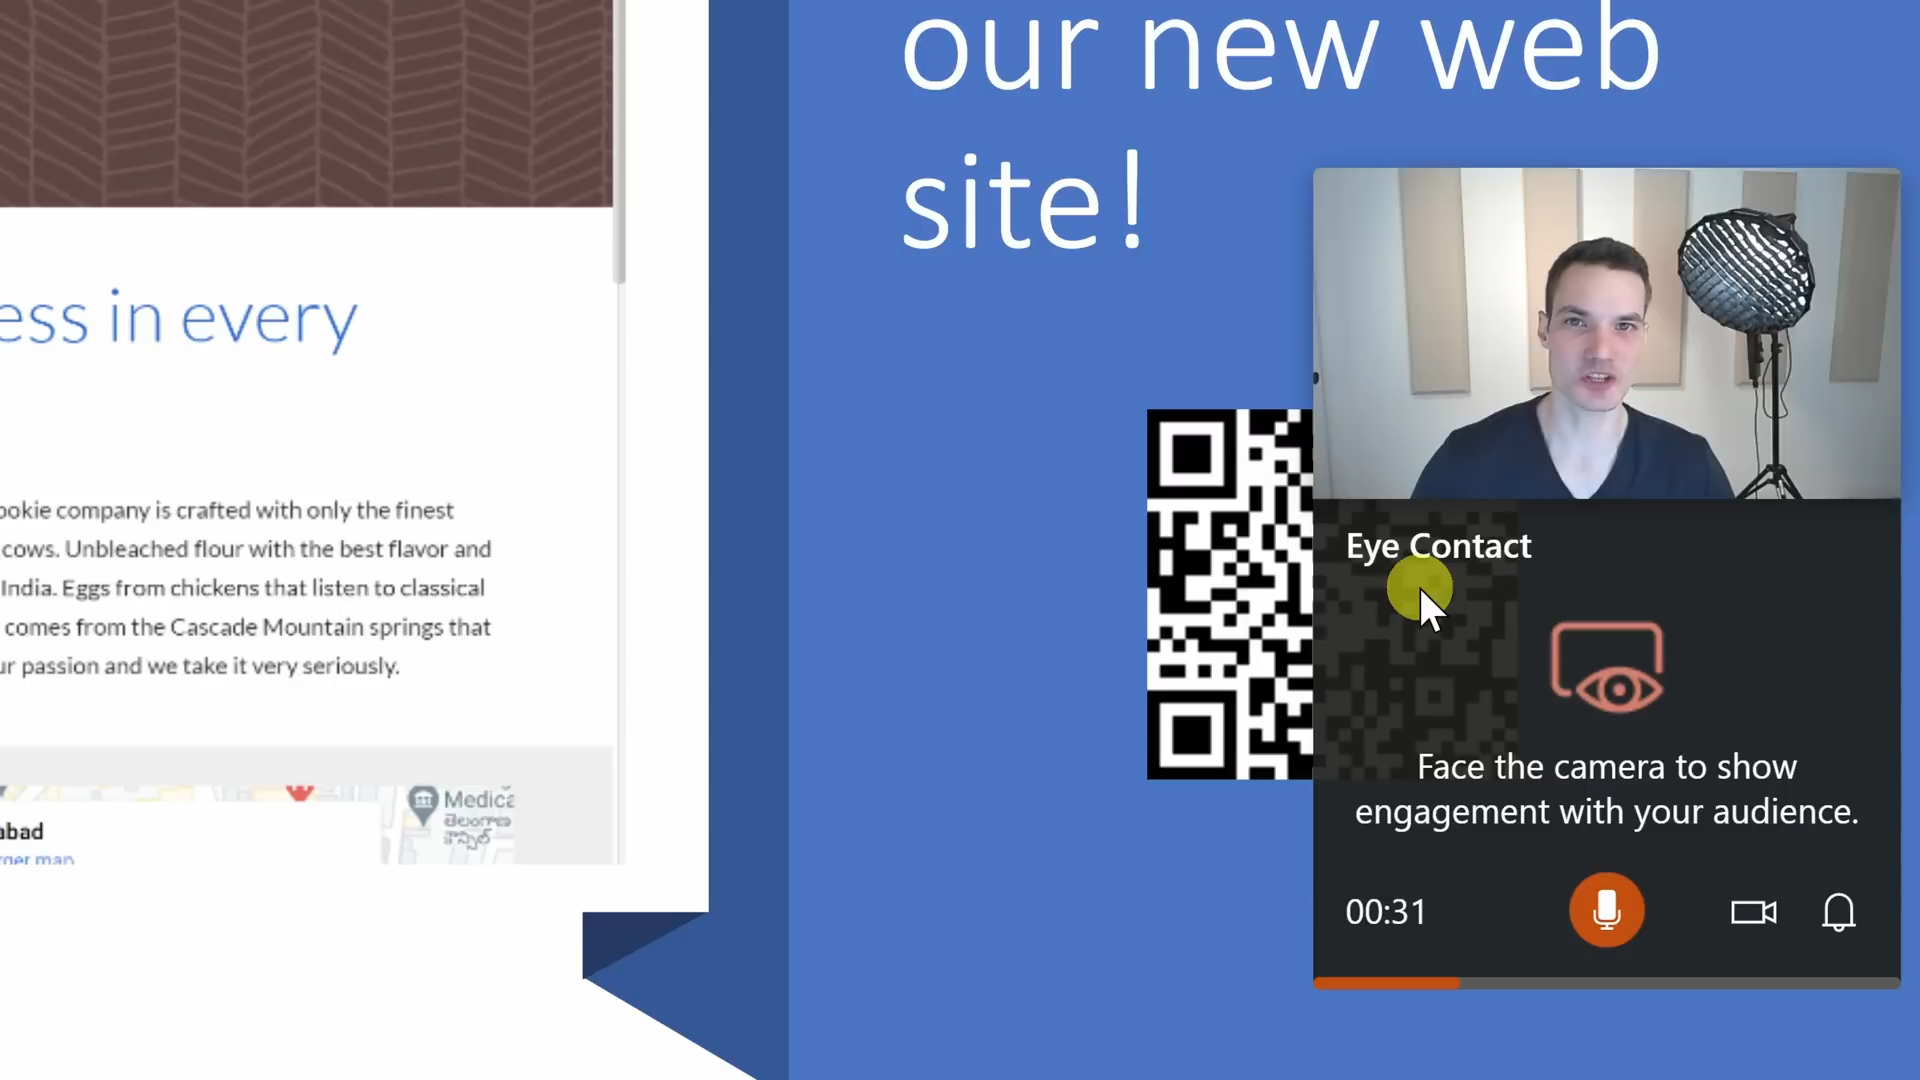 our new web
site!
ess in every
ookie company is crafted with only the finest
cows. Unbleached flour with the best flavor and
India. Eggs from chickens that listen to classical
comes from the Cascade Mountain springs that
ur passion and we take it very seriously.
abad
rger map
Medica
Eye Contact
Face the camera to show
engagement with your audience.
00:31